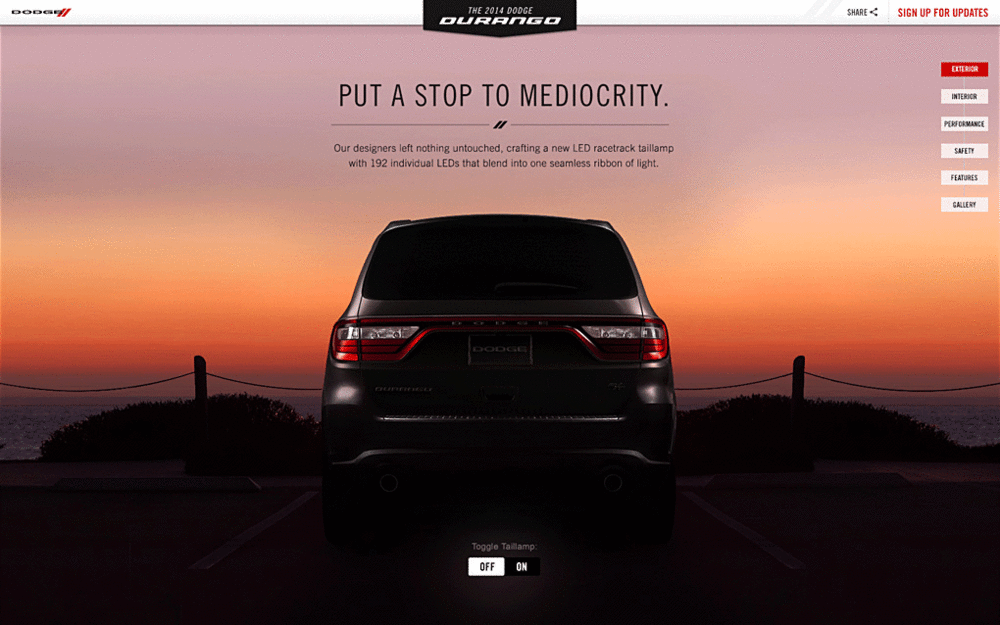 DODGE
THE 2014 DODGE
DURANGO
SHARE
SIGN UP FOR UPDATES
EXTERIOR
INTERIOR
PERFORMANCE
SAFETY
FEATURES
GALLERY
PUT A STOP TO MEDIOCRITY.
Our designers left nothing untouched, crafting a new LED racetrack taillamp
with 192 individual LEDs that blend into one seamless ribbon of light.
DODGE
DODGE
DURANGO
R/T
Toggle Taillamp:
OFF ON